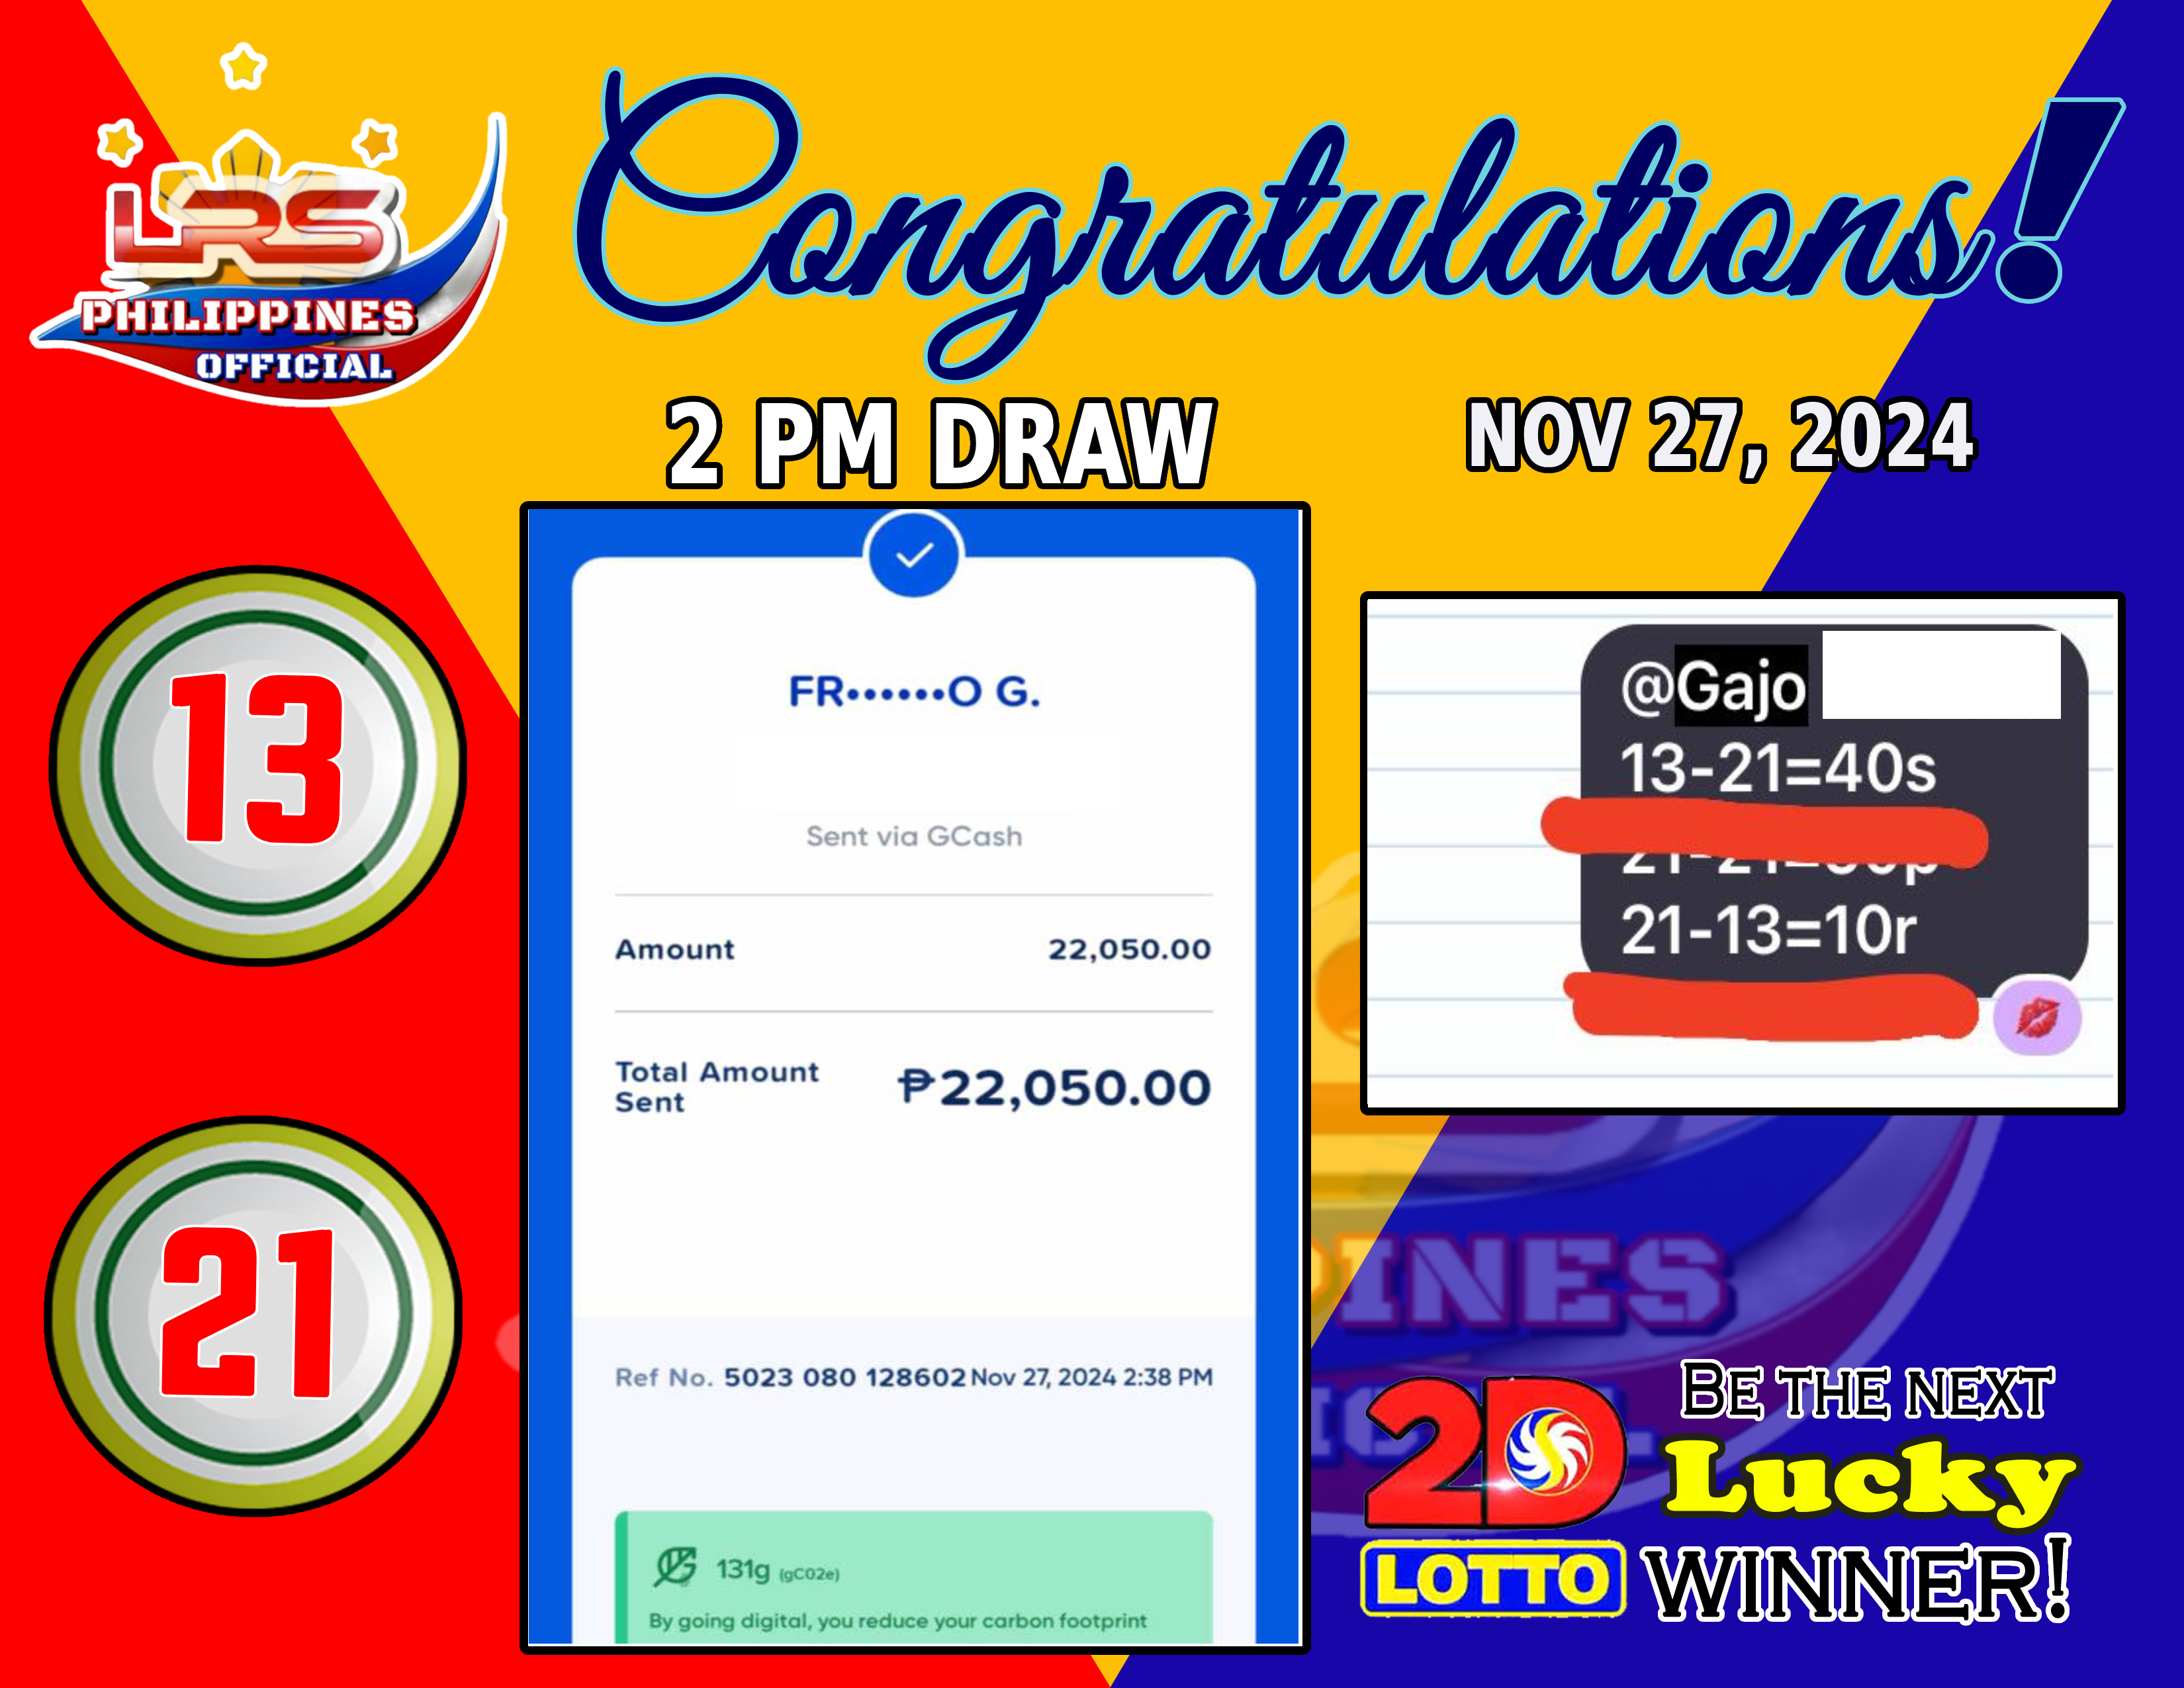 LRS
PHILIPPINES
OFFICIAL
Congratulations!
2 PM DRAW
NOV 27, 2024
13
21
FR••••••O G.
Sent via GCash
Amount 22,050.00
Total Amount Sent ₱22,050.00
Ref No. 5023 080 128602 Nov 27, 2024 2:38 PM
131g (gCO2e)
By going digital, you reduce your carbon footprint
@Gajo
13-21=40s
21-13=10r
PINES
2D
LOTTO
BE THE NEXT
Lucky
WINNER!